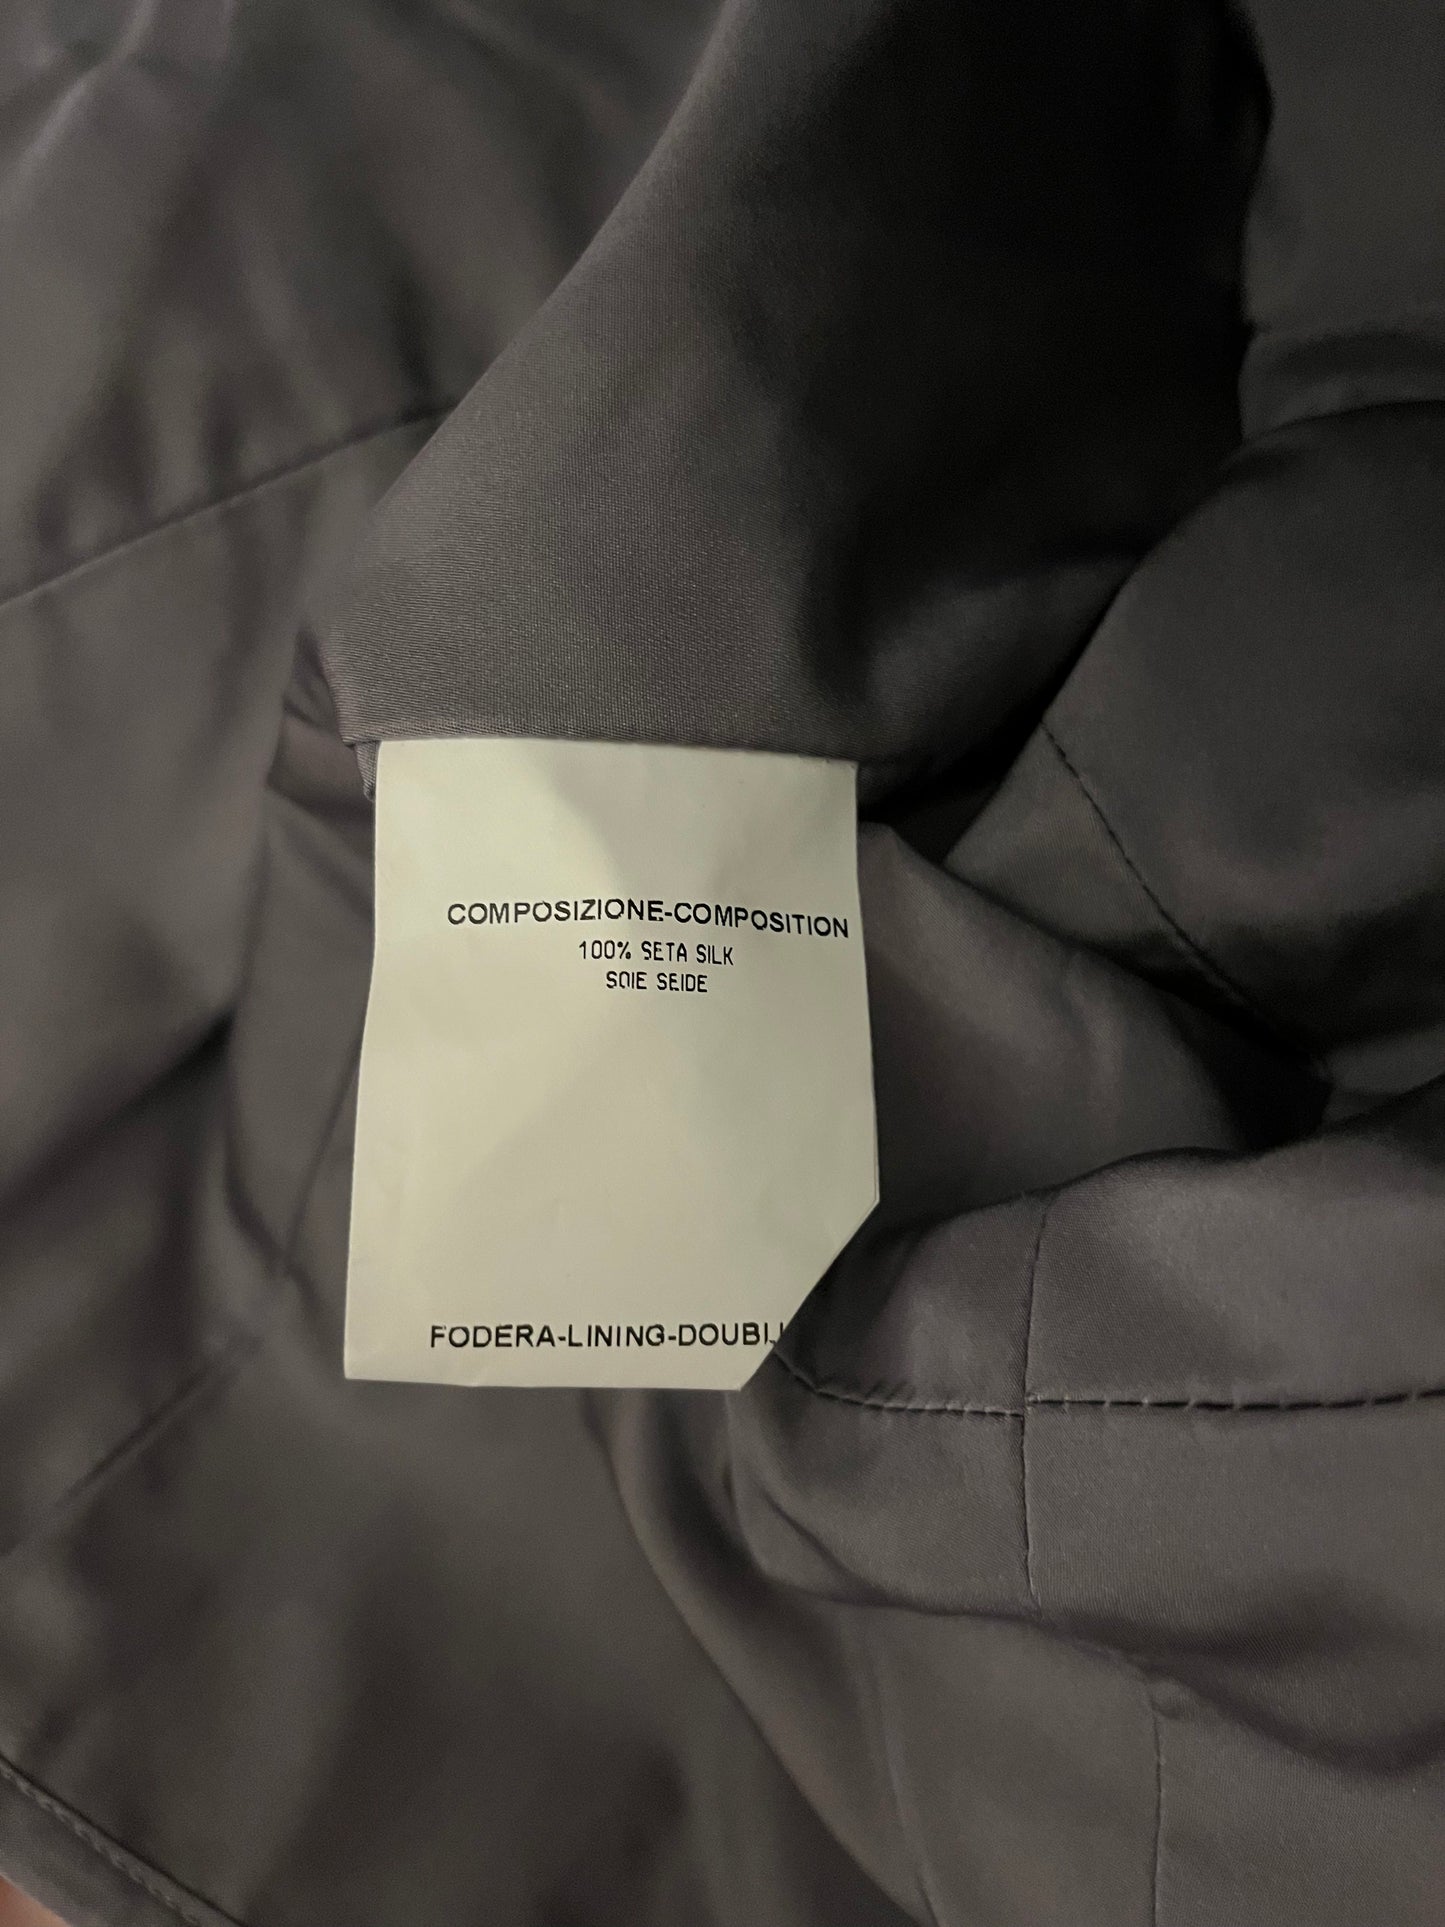 COMPOSIZIONE-COMPOSITION
100% SETA SILK
SOIE SEIDE
FODERA-LINING-DOUBL